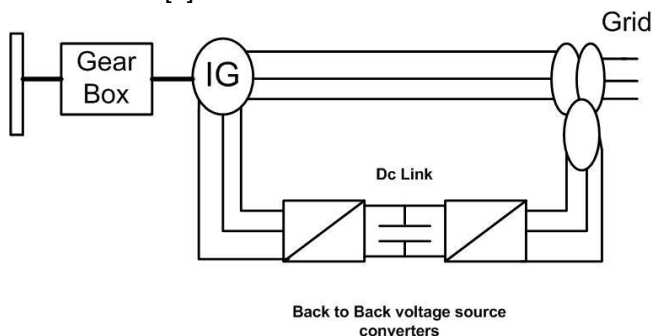 Grid
Gear
Box
IG
Dc Link
Back to Back voltage source
converters